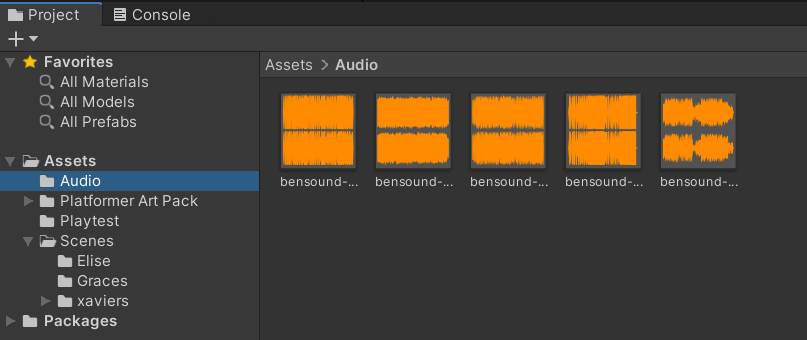 Project
Console
Favorites
All Materials
All Models
All Prefabs
Assets
Audio
Platformer Art Pack
Playtest
Scenes
Elise
Graces
xaviers
Packages
Assets > Audio
bensound-...
bensound-...
bensound-...
bensound-...
bensound-...